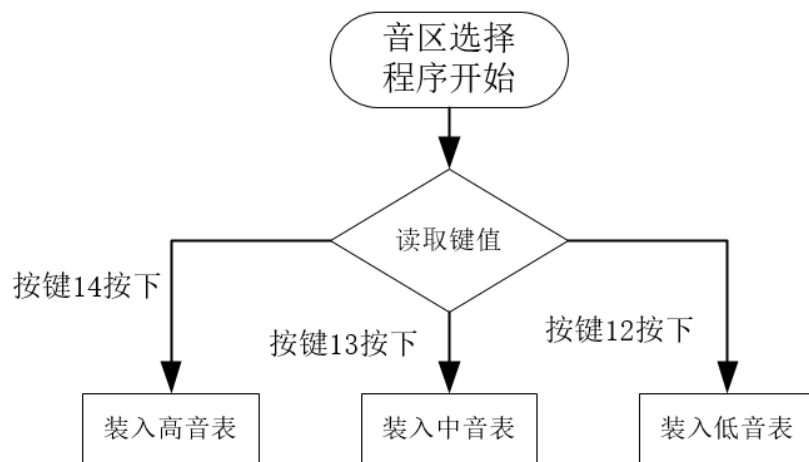 音区选择
程序开始
读取键值
按键14按下
按键13按下
按键12按下
装入高音表
装入中音表
装入低音表